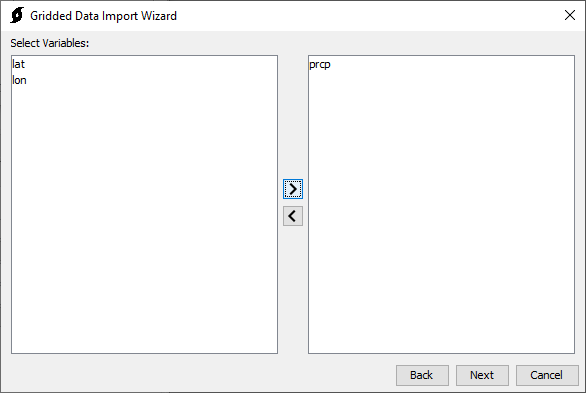 Gridded Data Import Wizard
Select Variables:
lat
lon
prcp
Back Next Cancel